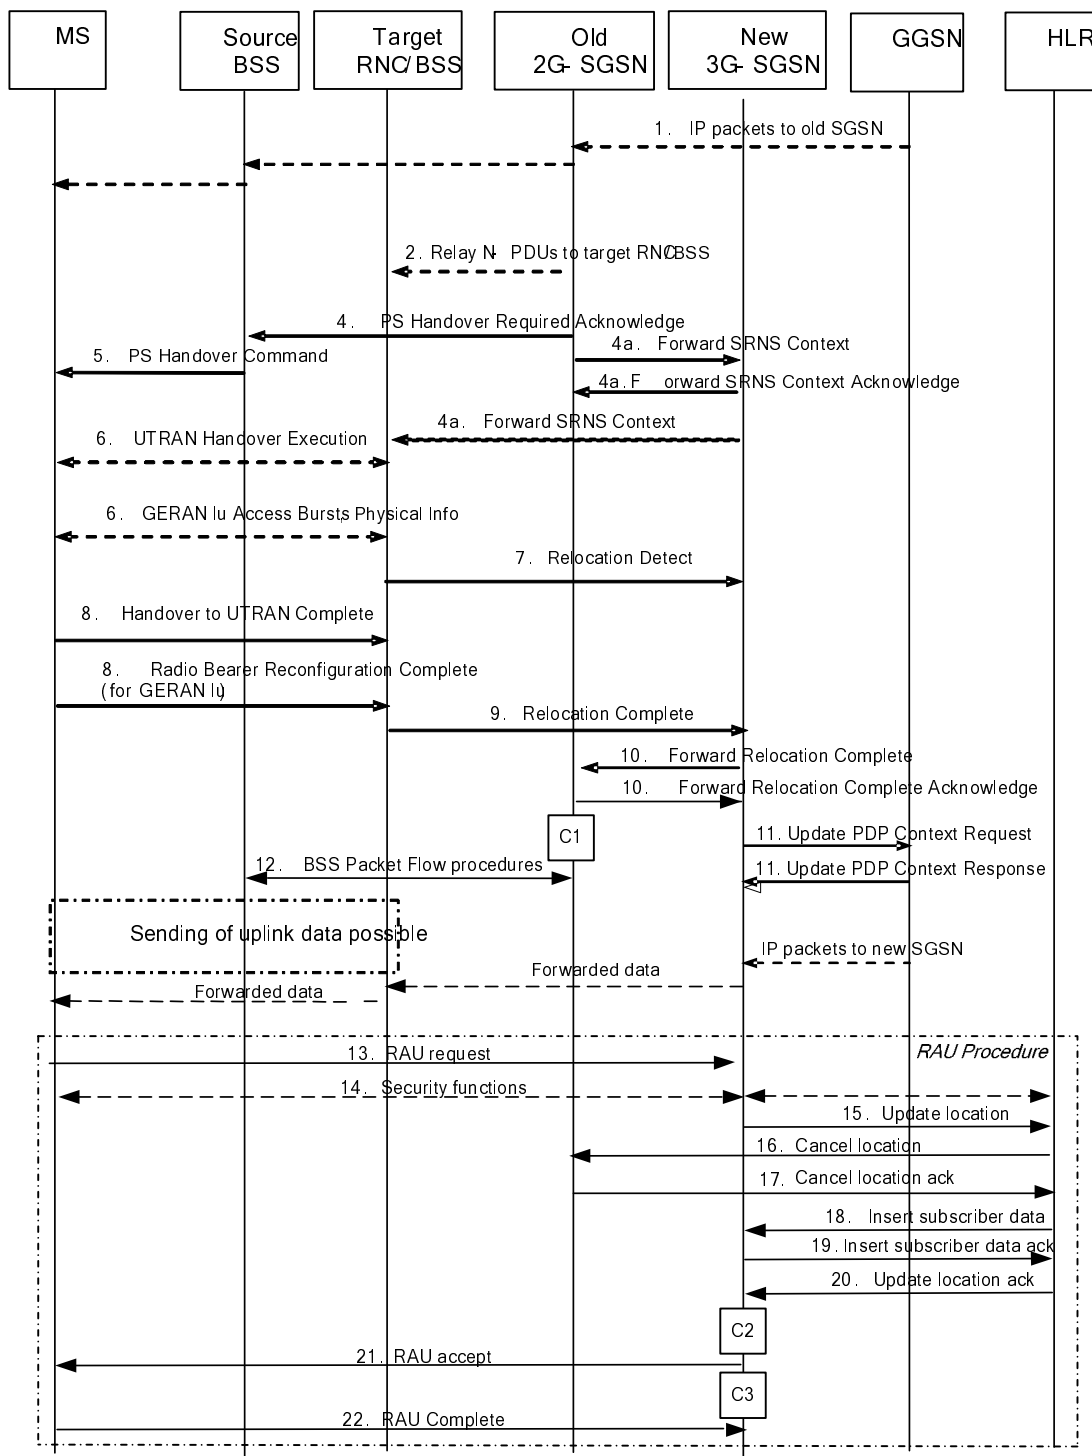 MS
Source
BSS
Target
RNC/BSS
Old
2G- SGSN
New
3G- SGSN
GGSN
HLR
1. IP packets to old SGSN
2. Relay N- PDUs to target RNC/BSS
4. PS Handover Required Acknowledge
4a. Forward SRNS Context
5. PS Handover Command
4a. Forward SRNS Context Acknowledge
4a. Forward SRNS Context
6. UTRAN Handover Execution
6. GERAN Iu Access Bursts, Physical Info
7. Relocation Detect
8. Handover to UTRAN Complete
8. Radio Bearer Reconfiguration Complete
(for GERAN Iu)
9. Relocation Complete
10. Forward Relocation Complete
10. Forward Relocation Complete Acknowledge
C1
11. Update PDP Context Request
12. BSS Packet Flow procedures
11. Update PDP Context Response
Sending of uplink data possible
IP packets to new SGSN
Forwarded data
Forwarded data
RAU Procedure
13. RAU request
14. Security functions
15. Update location
16. Cancel location
17. Cancel location ack
18. Insert subscriber data
19. Insert subscriber data ack
20. Update location ack
C2
21. RAU accept
C3
22. RAU Complete